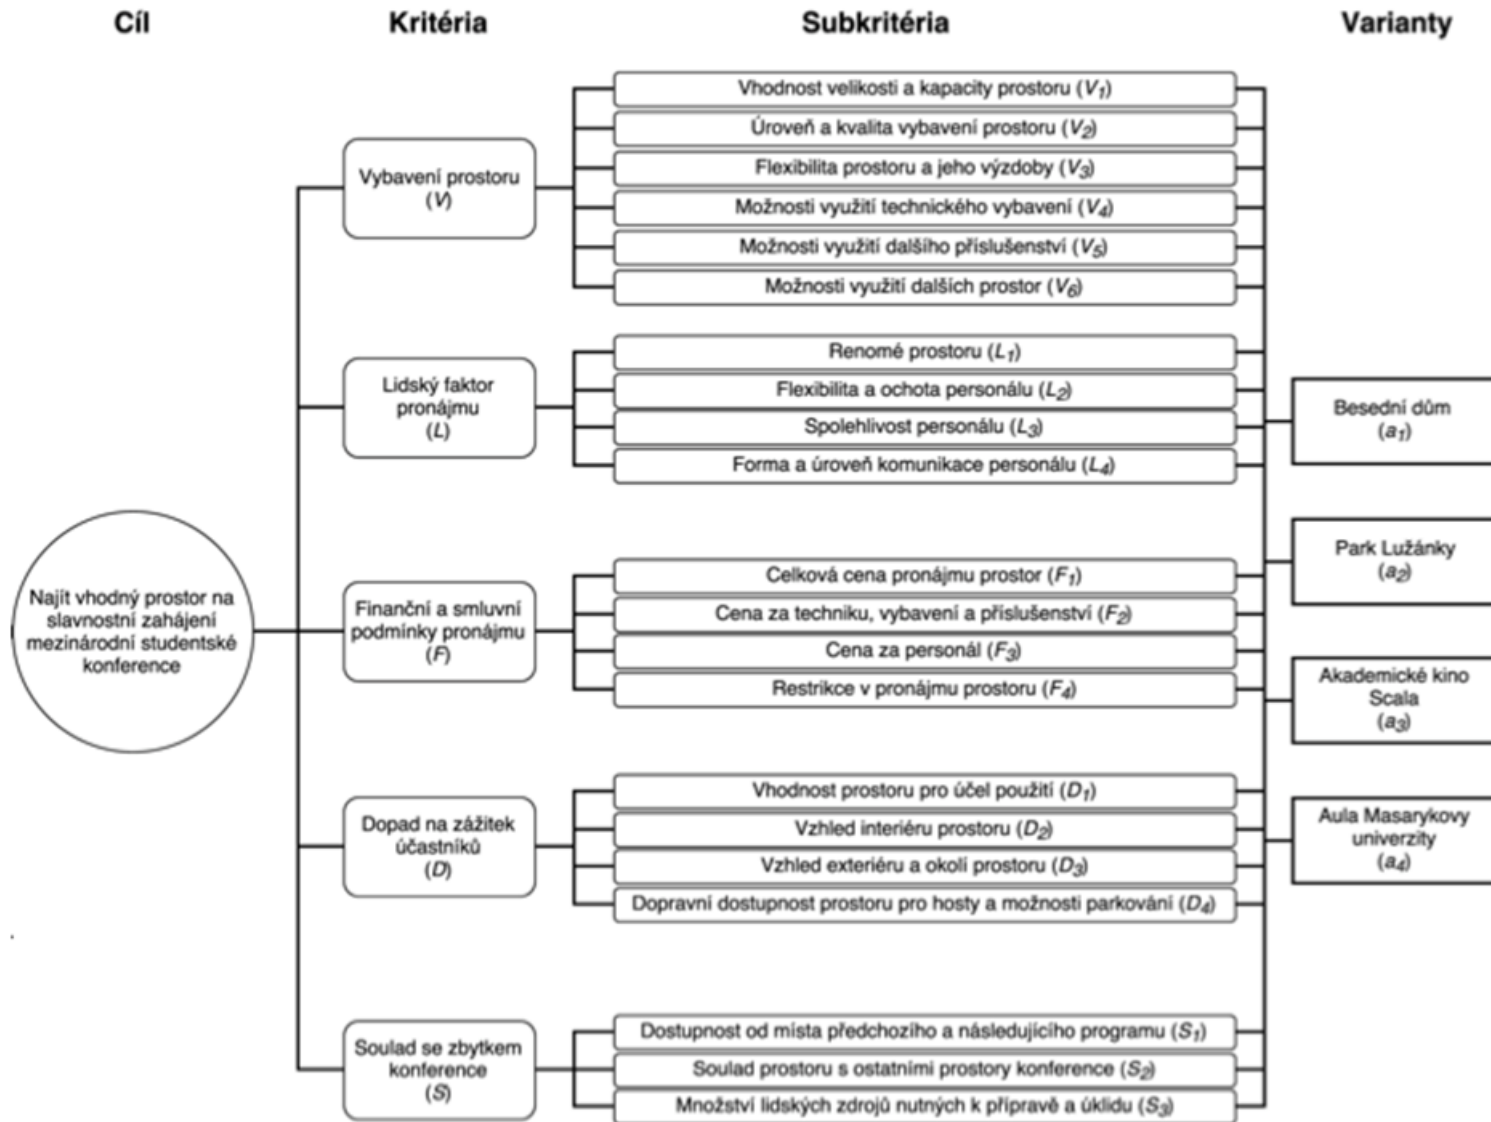 Cíl
Kritéria
Subkritéria
Varianty
Najít vhodný prostor na
slavnostní zahájení
mezinárodní studentské
konference
Vybavení prostoru
(V)
Vhodnost velikosti a kapacity prostoru (V1)
Úroveň a kvalita vybavení prostoru (V2)
Flexibilita prostoru a jeho výzdoby (V3)
Možnosti využití technického vybavení (V4)
Možnosti využití dalšího příslušenství (V5)
Možnosti využití dalších prostor (V6)
Lidský faktor
pronájmu
(L)
Renomé prostoru (L1)
Flexibilita a ochota personálu (L2)
Spolehlivost personálu (L3)
Forma a úroveň komunikace personálu (L4)
Finanční a smluvní
podmínky pronájmu
(F)
Celková cena pronájmu prostor (F1)
Cena za techniku, vybavení a příslušenství (F2)
Cena za personál (F3)
Restrikce v pronájmu prostoru (F4)
Dopad na zážitek
účastníků
(D)
Vhodnost prostoru pro účel použití (D1)
Vzhled interiéru prostoru (D2)
Vzhled exteriéru a okolí prostoru (D3)
Dopravní dostupnost prostoru pro hosty a možnosti parkování (D4)
Soulad se zbytkem
konference
(S)
Dostupnost od místa předchozího a následujícího programu (S1)
Soulad prostoru s ostatními prostory konference (S2)
Množství lidských zdrojů nutných k přípravě a úklidu (S3)
Besední dům
(a1)
Park Lužánky
(a2)
Akademické kino
Scala
(a3)
Aula Masarykovy
univerzity
(a4)